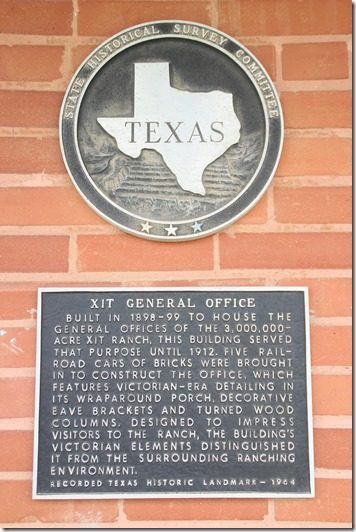 STATE HISTORICAL SURVEY COMMITTEE
TEXAS
XIT GENERAL OFFICE
BUILT IN 1898-99 TO HOUSE THE
GENERAL OFFICES OF THE 3,000,000-
ACRE XIT RANCH, THIS BUILDING SERVED
THAT PURPOSE UNTIL 1912. FIVE RAIL-
ROAD CARS OF BRICKS WERE BROUGHT
IN TO CONSTRUCT THE OFFICE, WHICH
FEATURES VICTORIAN-ERA DETAILING IN
ITS WRAPAROUND PORCH, DECORATIVE
EAVE BRACKETS AND TURNED WOOD
COLUMNS. DESIGNED TO IMPRESS
VISITORS TO THE RANCH, THE BUILDING'S
VICTORIAN ELEMENTS DISTINGUISHED
IT FROM THE SURROUNDING RANCHING
ENVIRONMENT.
RECORDED TEXAS HISTORIC LANDMARK - 1964